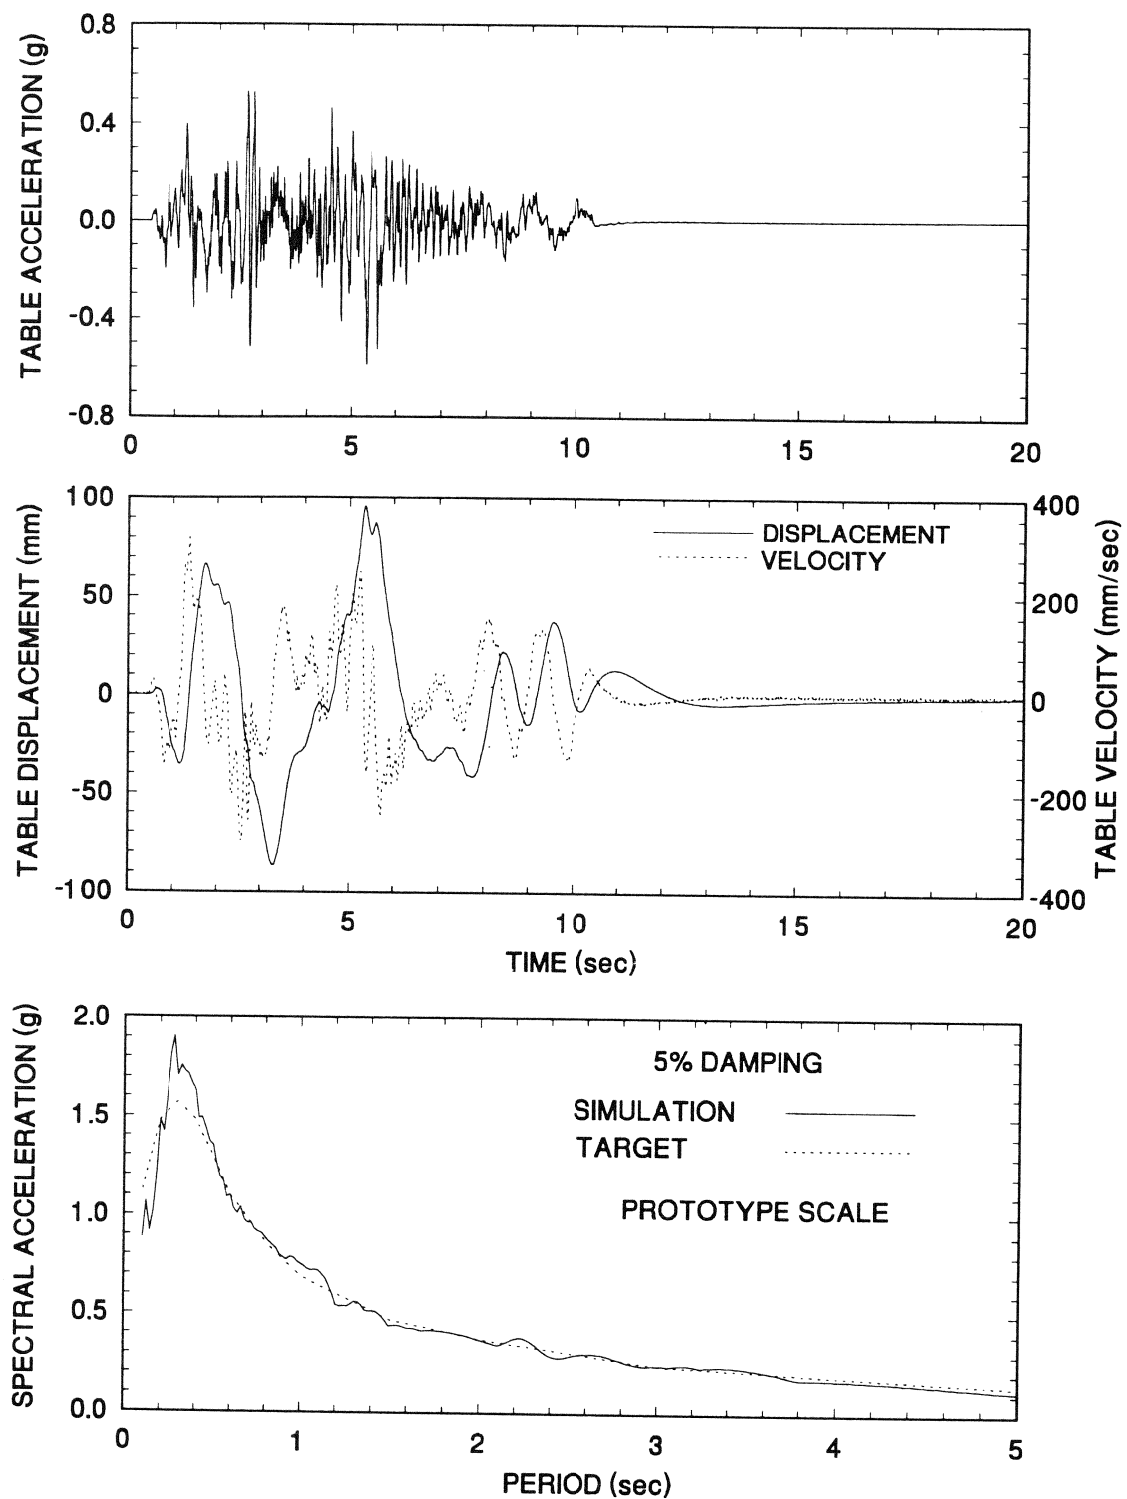 TABLE ACCELERATION (g)
0.8
0.4
0.0
-0.4
-0.8
0 5 10 15 20
TABLE DISPLACEMENT (mm)
100
50
0
-50
-100
DISPLACEMENT
VELOCITY
400
200
0
-200
-400
TABLE VELOCITY (mm/sec)
0 5 10 15 20
TIME (sec)
SPECTRAL ACCELERATION (g)
2.0
1.5
1.0
0.5
0.0
5% DAMPING
SIMULATION
TARGET
PROTOTYPE SCALE
0 1 2 3 4 5
PERIOD (sec)